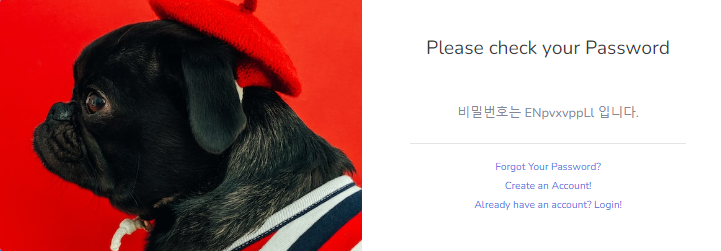 Please check your Password
비밀번호는 ENpvxvppLl 입니다.
Forgot Your Password?
Create an Account!
Already have an account? Login!